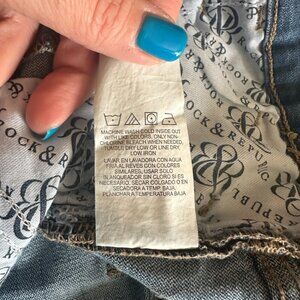 ROCK & REPUBLIC
MACHINE WASH COLD INSIDE OUT
WITH LIKE COLORS, ONLY NON-
CHLORINE BLEACH WHEN NEEDED.
TUMBLE DRY LOW OR LINE DRY.
LOW IRON
LAVAR EN LAVADORA CON AGUA
FRIA AL REVES CON COLORES
SIMILARES, USAR SOLO
BLANQUEADOR SIN CLORO SI ES
NECESARIO, SECAR COLGADO O EN
SECADORA A TEMP. BAJA.
PLANCHAR A TEMP. BAJA